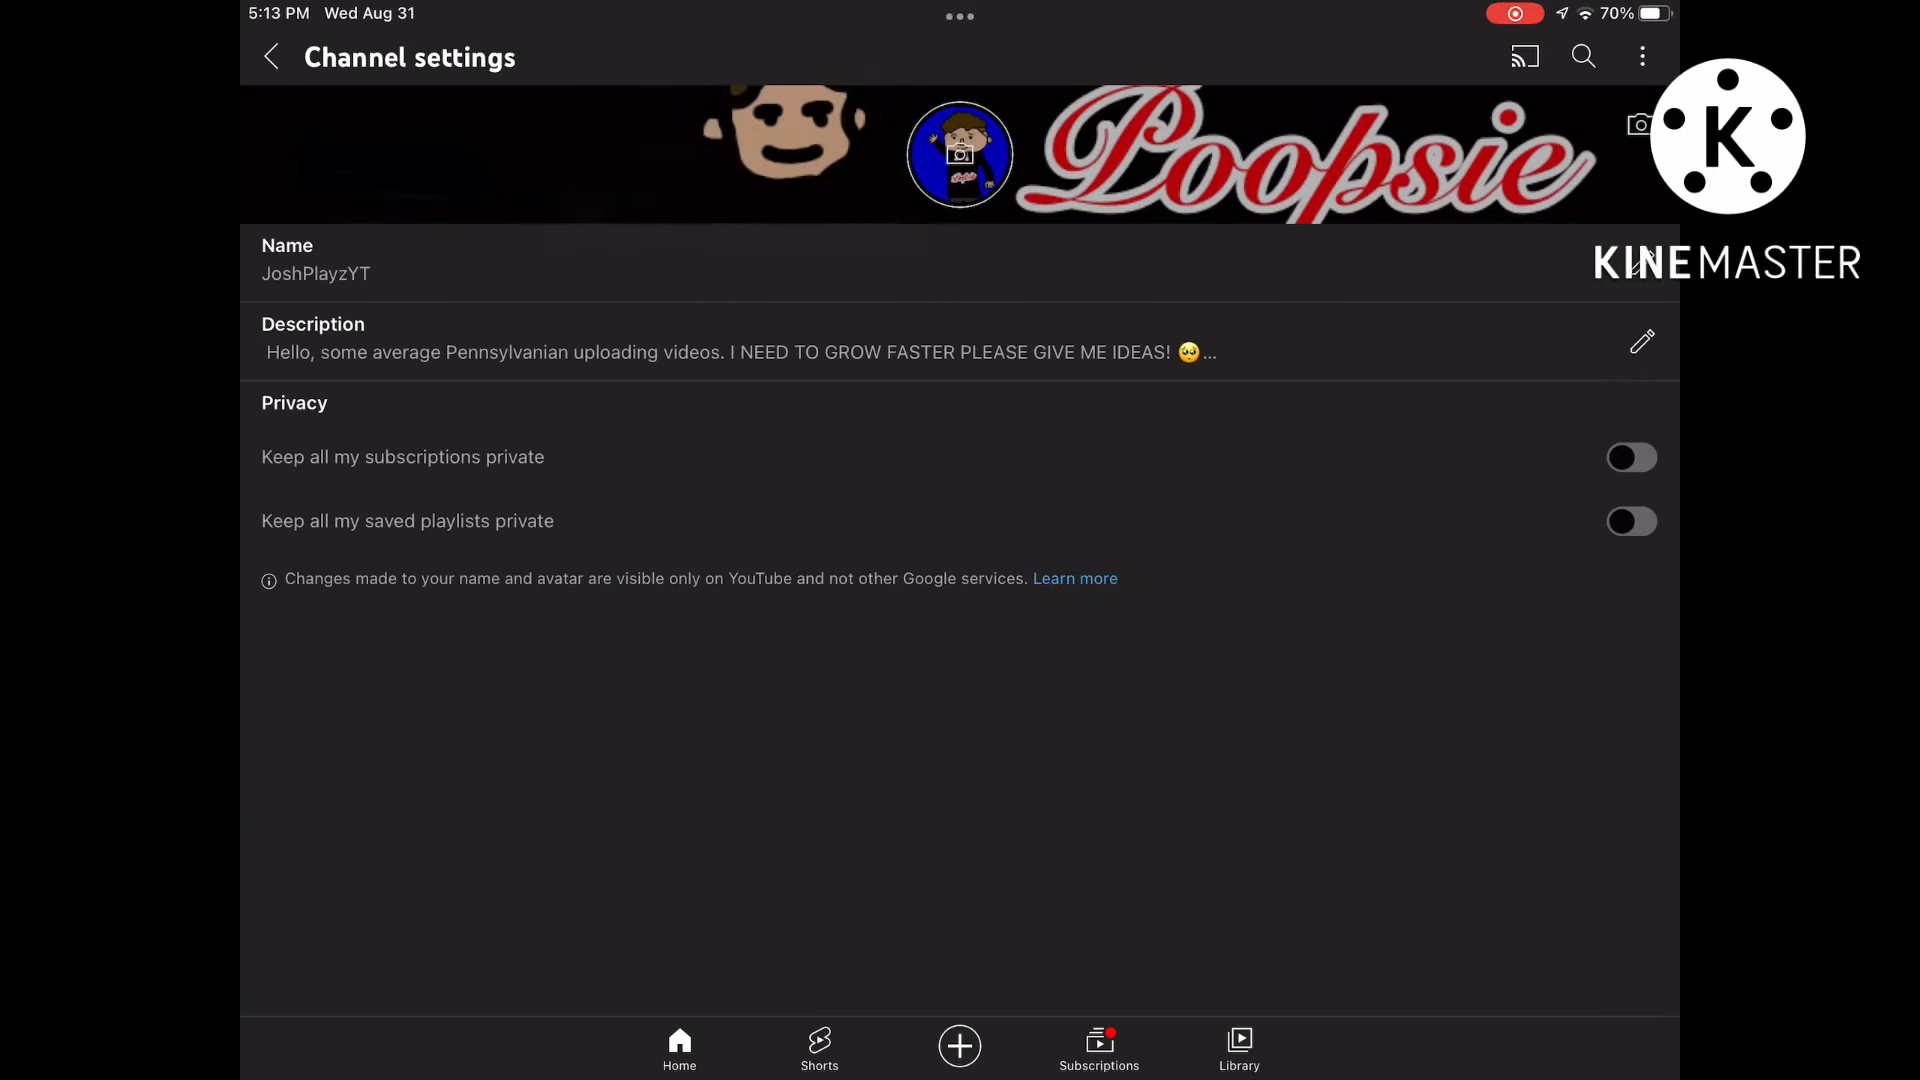 5:13 PM Wed Aug 31
70%
Channel settings
Poopsie
Poopsie
K
KINEMASTER
Name
JoshPlayzYT
Description
Hello, some average Pennsylvanian uploading videos. I NEED TO GROW FASTER PLEASE GIVE ME IDEAS! 🥺...
Privacy
Keep all my subscriptions private
Keep all my saved playlists private
Changes made to your name and avatar are visible only on YouTube and not other Google services. Learn more
Home
Shorts
Subscriptions
Library